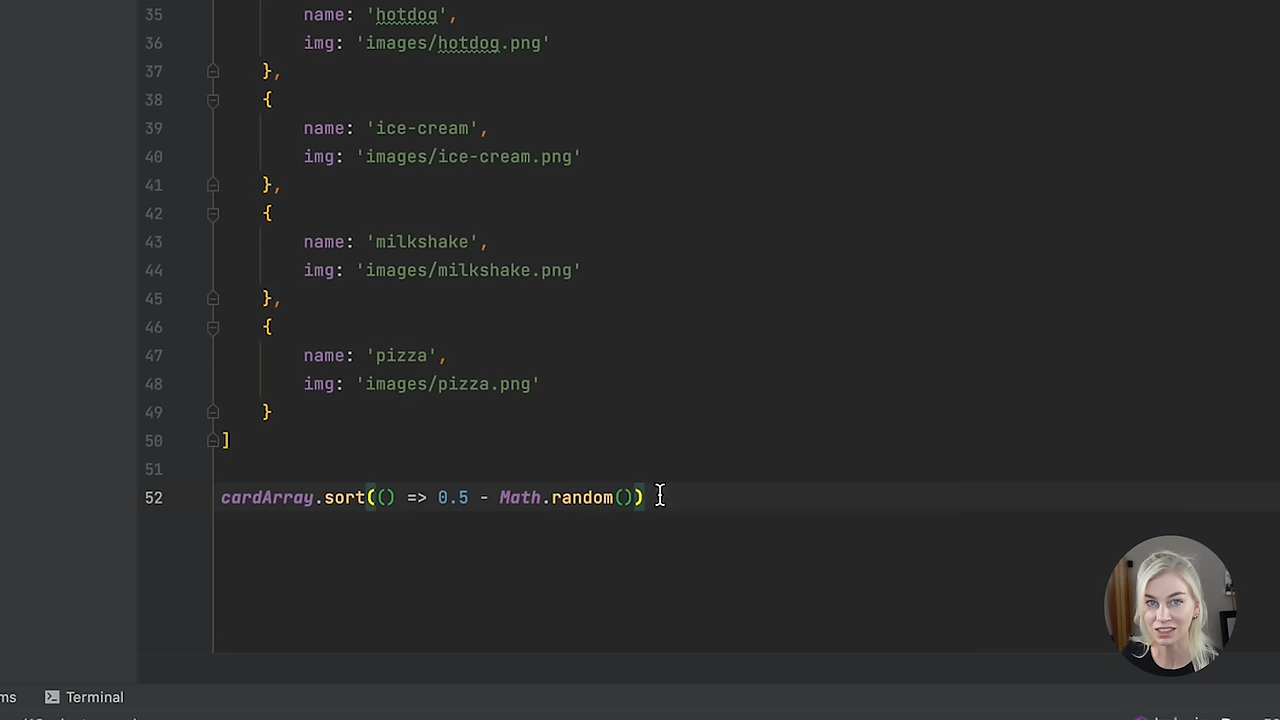 35 name: 'hotdog',
36 img: 'images/hotdog.png'
37 },
38 {
39 name: 'ice-cream',
40 img: 'images/ice-cream.png'
41 },
42 {
43 name: 'milkshake',
44 img: 'images/milkshake.png'
45 },
46 {
47 name: 'pizza',
48 img: 'images/pizza.png'
49 }
50 ]
51
52 cardArray.sort(() => 0.5 - Math.random())
Terminal